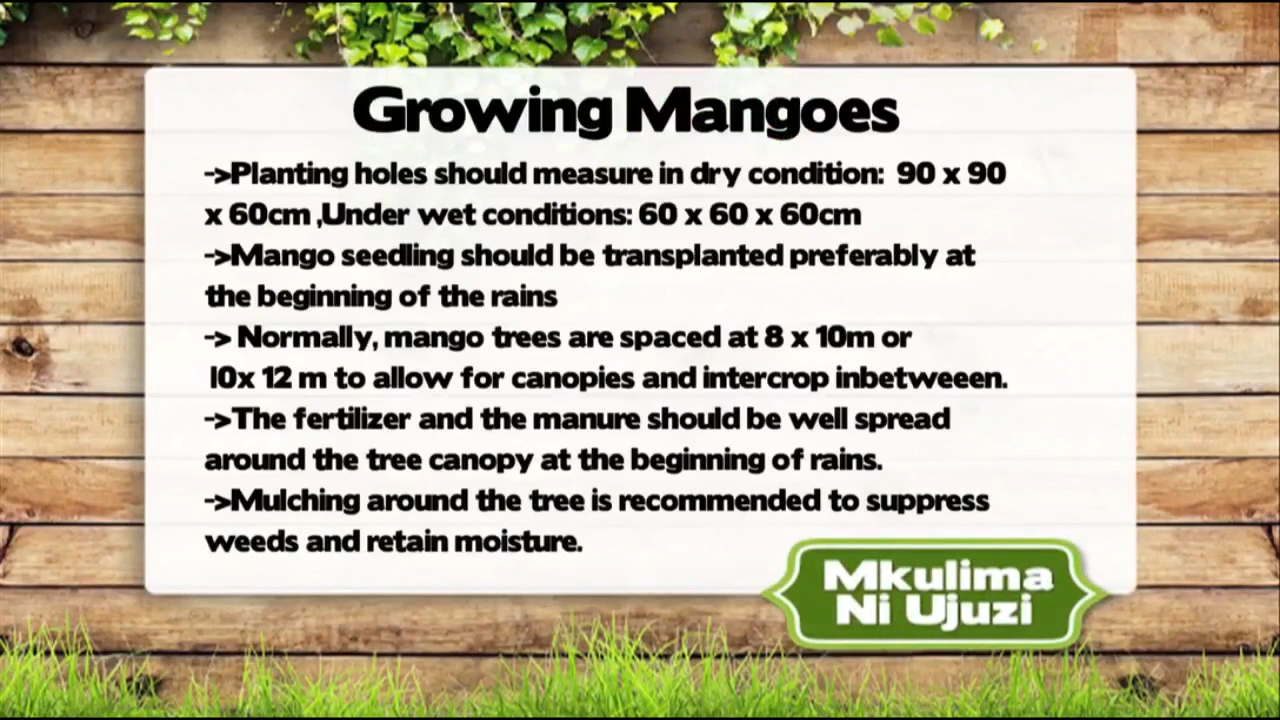 Growing Mangoes
->Planting holes should measure in dry condition: 90 x 90
x 60cm ,Under wet conditions: 60 x 60 x 60cm
->Mango seedling should be transplanted preferably at
the beginning of the rains
-> Normally, mango trees are spaced at 8 x 10m or
10x 12 m to allow for canopies and intercrop inbetweeen.
->The fertilizer and the manure should be well spread
around the tree canopy at the beginning of rains.
->Mulching around the tree is recommended to suppress
weeds and retain moisture.
Mkulima
Ni Ujuzi